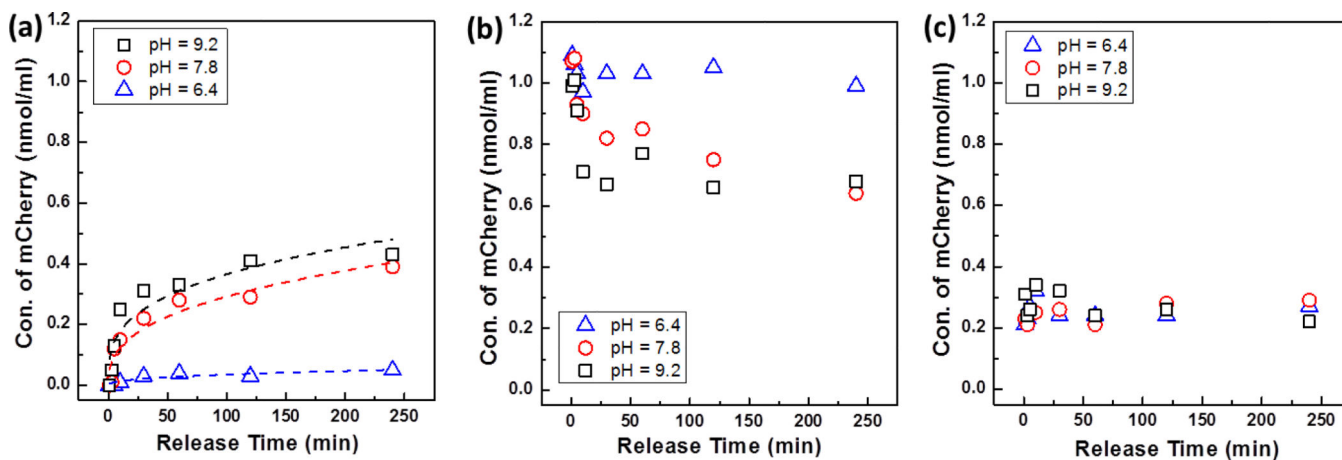 (a)
1.2
1.0
0.8
0.6
0.4
0.2
0.0
Con. of mCherry (nmol/ml)
pH = 9.2
pH = 7.8
pH = 6.4
0 50 100 150 200 250
Release Time (min)
(b)
1.2
1.0
0.8
0.6
0.4
0.2
0.0
Con. of mCherry (nmol/ml)
pH = 6.4
pH = 7.8
pH = 9.2
0 50 100 150 200 250
Release Time (min)
(c)
1.2
1.0
0.8
0.6
0.4
0.2
0.0
Con. of mCherry (nmol/ml)
pH = 6.4
pH = 7.8
pH = 9.2
0 50 100 150 200 250
Release Time (min)